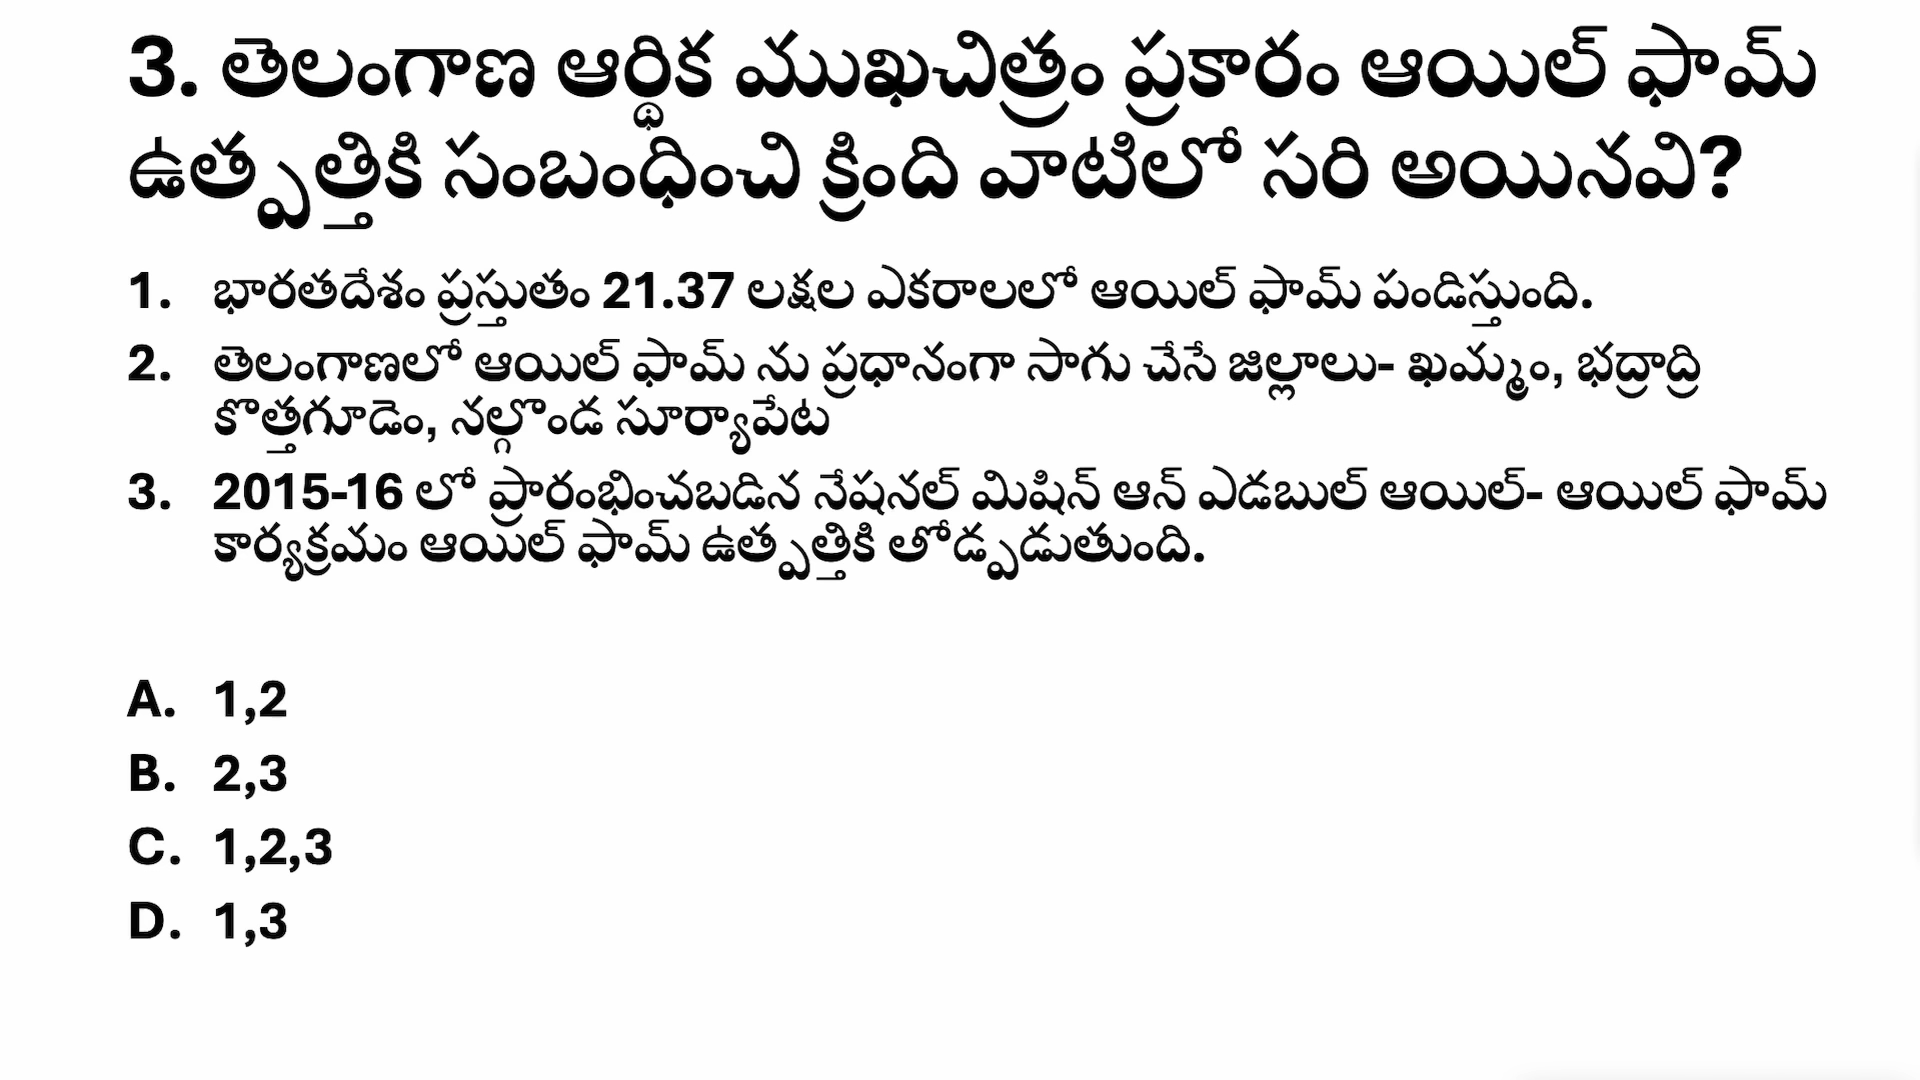 3. తెలంగాణ ఆర్థిక ముఖచిత్రం ప్రకారం ఆయిల్ ఫామ్
ఉత్పత్తికి సంబంధించి క్రింది వాటిలో సరి అయినవి?
1. భారతదేశం ప్రస్తుతం 21.37 లక్షల ఎకరాలలో ఆయిల్ ఫామ్ పండిస్తుంది.
2. తెలంగాణలో ఆయిల్ ఫామ్ ను ప్రధానంగా సాగు చేసే జిల్లాలు- ఖమ్మం, భద్రాద్రి
కొత్తగూడెం, నల్గొండ సూర్యాపేట
3. 2015-16 లో ప్రారంభించబడిన నేషనల్ మిషిన్ ఆన్ ఎడబుల్ ఆయిల్- ఆయిల్ ఫామ్
కార్యక్రమం ఆయిల్ ఫామ్ ఉత్పత్తికి తోడ్పడుతుంది.
A. 1,2
B. 2,3
C. 1,2,3
D. 1,3